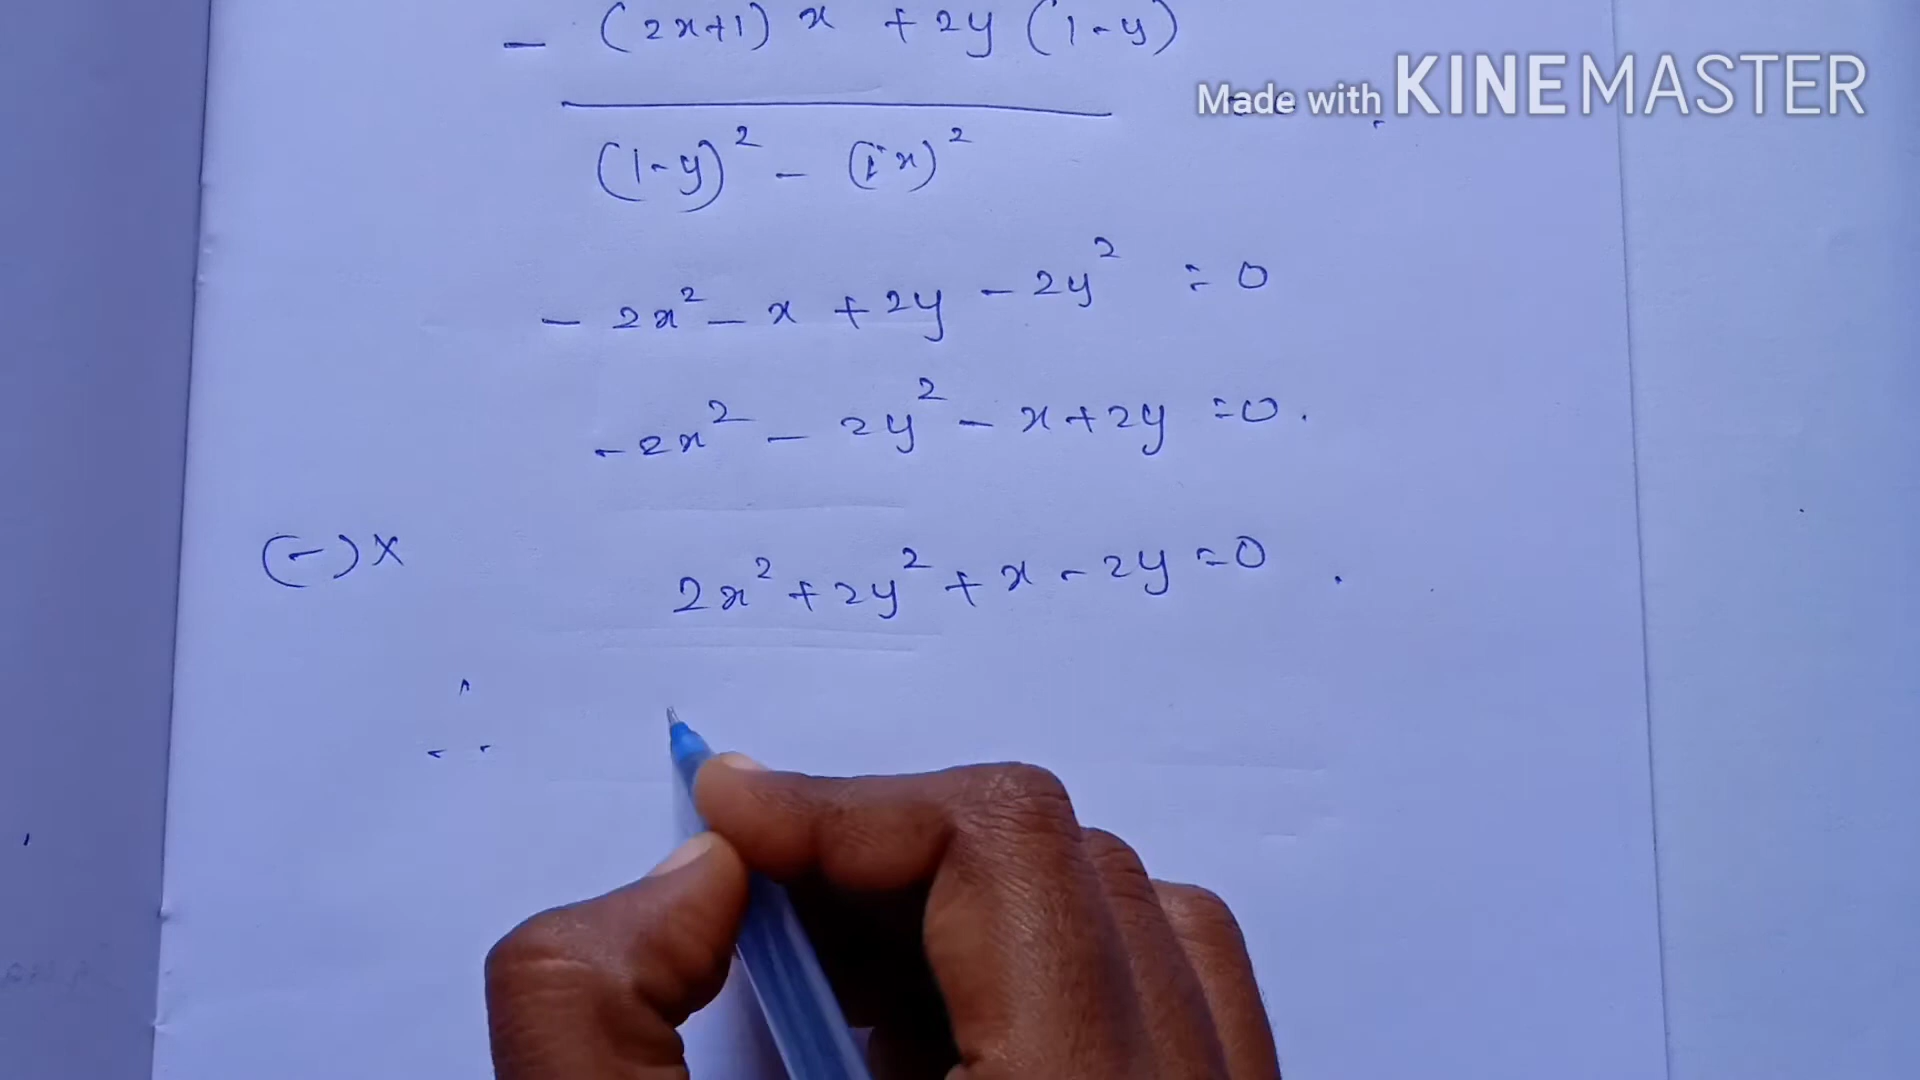 - (2x+1) x + 2y (1-y)
Made with KINEMASTER
(1-y)² - (ix)²
- 2x² - x + 2y - 2y² = 0
- 2x² - 2y² - x + 2y = 0.
(-) x 2x² + 2y² + x - 2y = 0.
∴